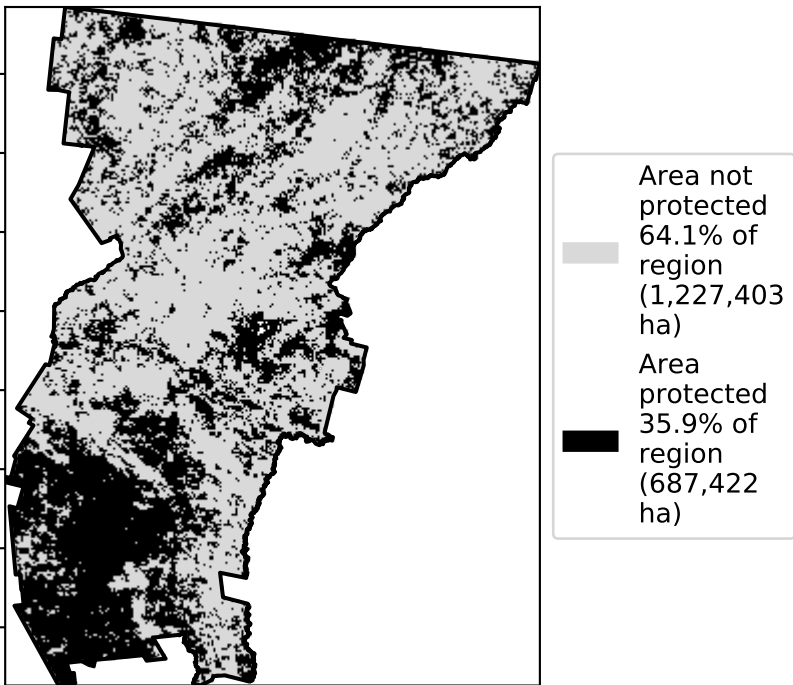 Area not
protected
64.1% of
region
(1,227,403
ha)
Area
protected
35.9% of
region
(687,422
ha)